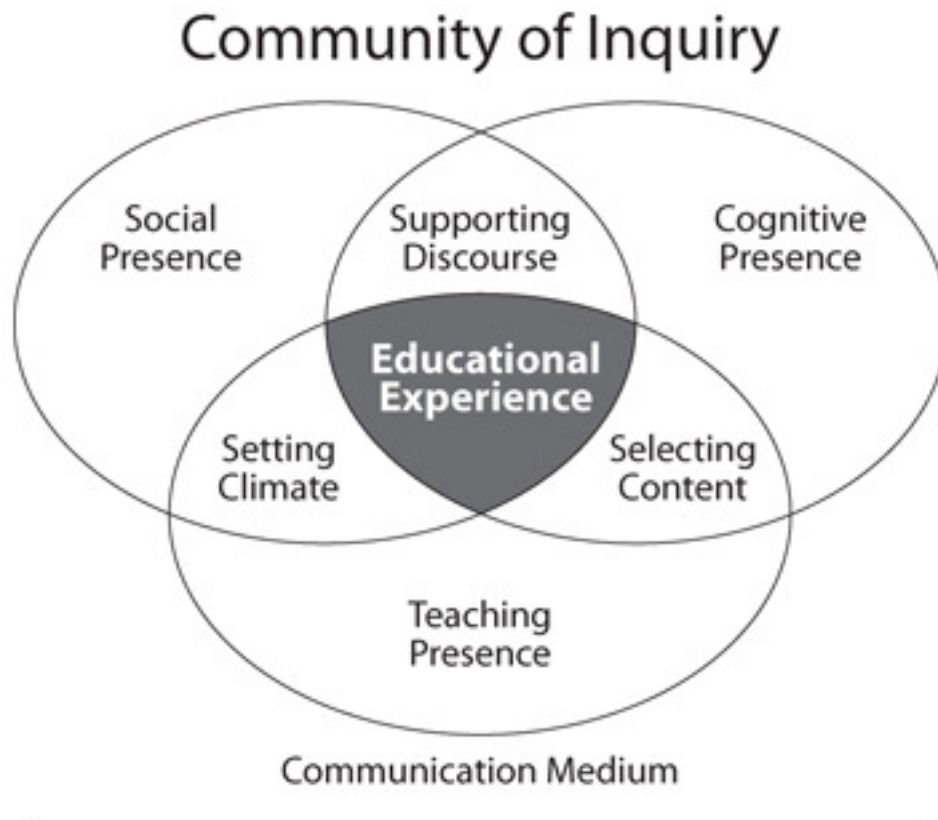 Community of Inquiry
Social
Presence
Supporting
Discourse
Cognitive
Presence
Educational
Experience
Setting
Climate
Selecting
Content
Teaching
Presence
Communication Medium